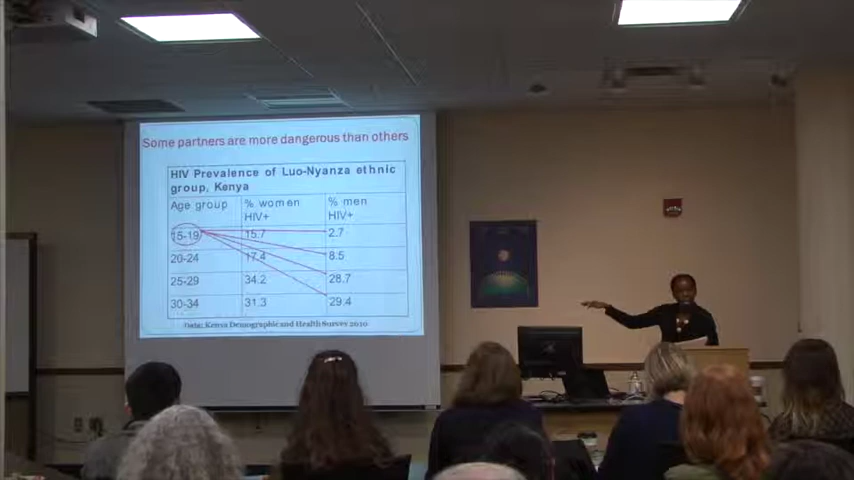 Some partners are more dangerous than others
HIV Prevalence of Luo-Nyanza ethnic
group, Kenya
Age group % women % men
HIV+ HIV+
15-19 15.7 2.7
20-24 17.4 8.5
25-29 34.2 28.7
30-34 31.3 29.4
Data: Kenya Demographic and Health Survey 2010